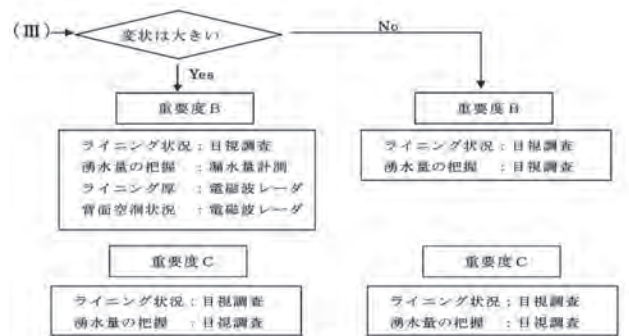 (Ⅲ)
変状は大きい
No
Yes
重要度B
ライニング状況：目視調査
湧水量の把握 ：漏水量計測
ライニング厚 ：電磁波レーダ
背面空洞状況 ：電磁波レーダ
重要度B
ライニング状況：目視調査
湧水量の把握 ：目視調査
重要度C
ライニング状況：目視調査
湧水量の把握 ：目視調査
重要度C
ライニング状況：目視調査
湧水量の把握 ：目視調査